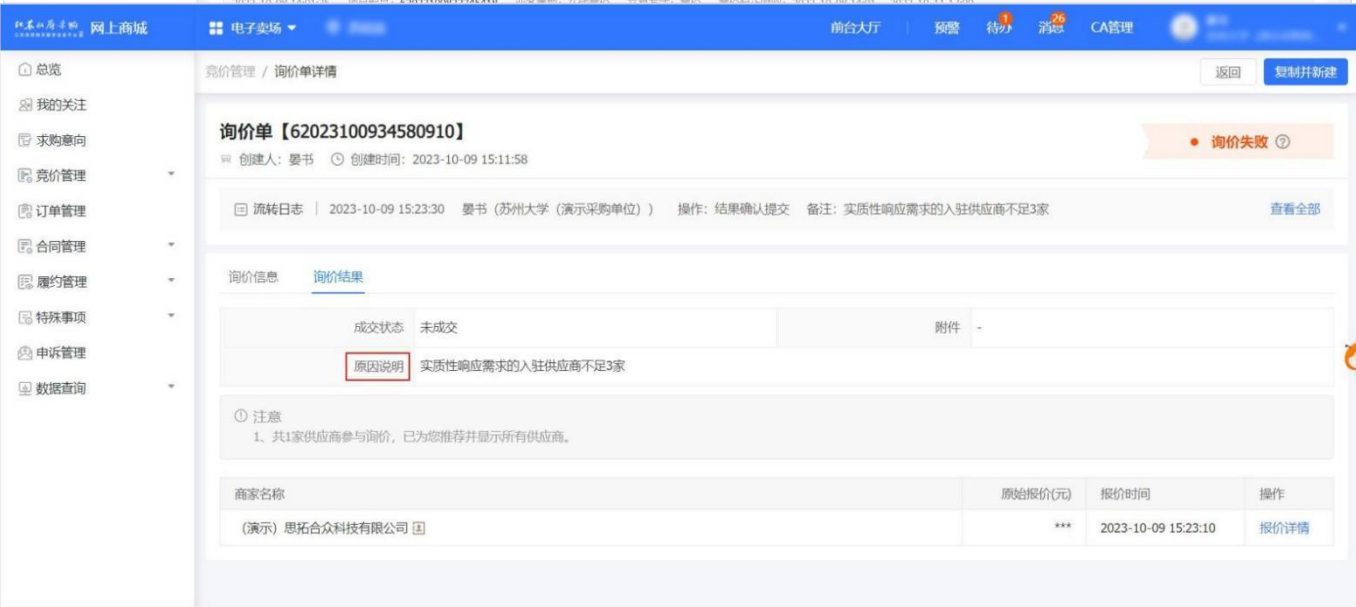 网上商城
电子卖场
前台大厅
预警
待办
1
消息
26
CA管理
总览
我的关注
求购意向
竞价管理
订单管理
合同管理
履约管理
特殊事项
申诉管理
数据查询
竞价管理 / 询价单详情
返回
复制并新建
询价单【62023100934580910】
创建人：晏书 创建时间：2023-10-09 15:11:58
询价失败
流转日志 | 2023-10-09 15:23:30 晏书（苏州大学（演示采购单位）） 操作：结果确认提交 备注：实质性响应需求的入驻供应商不足3家 查看全部
询价信息 询价结果
成交状态 未成交 附件 -
原因说明 实质性响应需求的入驻供应商不足3家
注意
1、共1家供应商参与询价，已为您推荐并显示所有供应商。
商家名称 原始报价(元) 报价时间 操作
（演示）思拓合众科技有限公司 *** 2023-10-09 15:23:10 报价详情